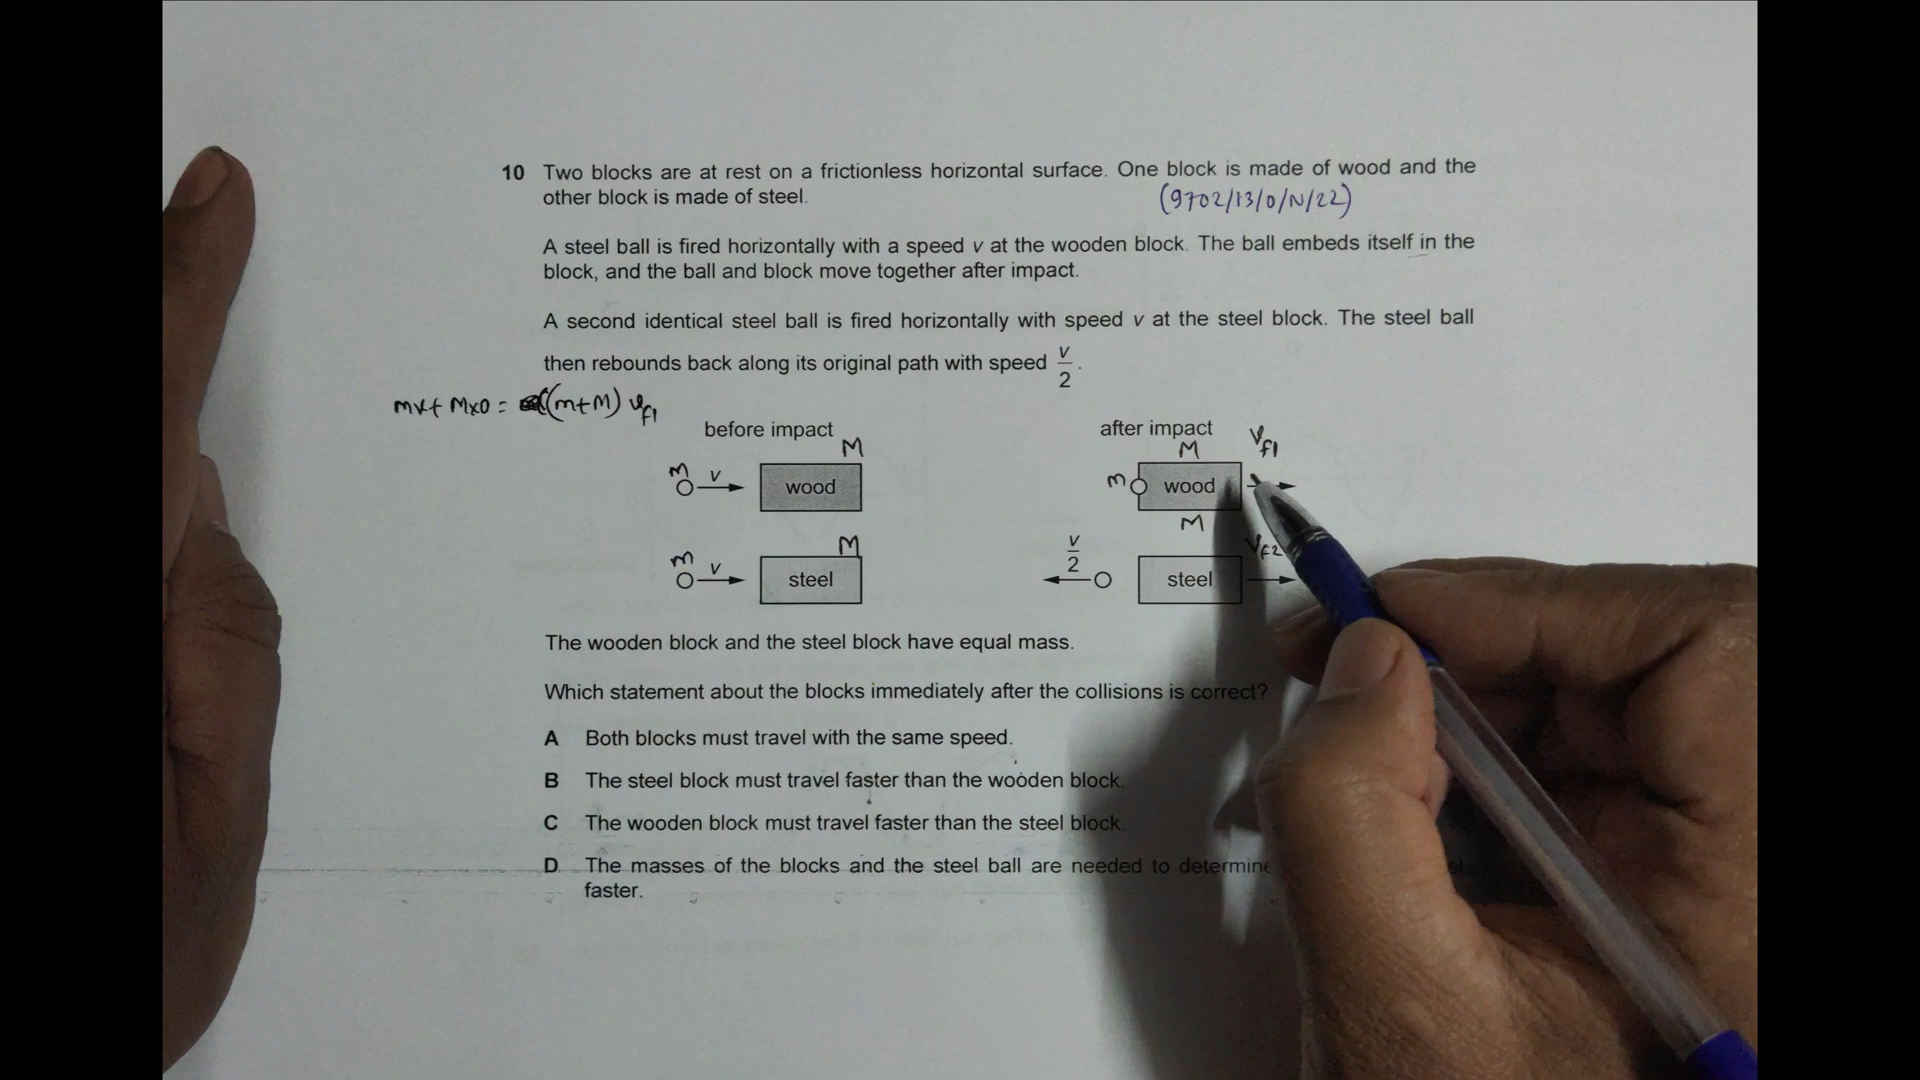 10 Two blocks are at rest on a frictionless horizontal surface. One block is made of wood and the
other block is made of steel.
(9702/13/O/N/22)
A steel ball is fired horizontally with a speed v at the wooden block. The ball embeds itself in the
block, and the ball and block move together after impact.
A second identical steel ball is fired horizontally with speed v at the steel block. The steel ball
then rebounds back along its original path with speed v/2.
mv+ Mx0 = (m+M) vf1
before impact
after impact
M
M
Vf1
m v
wood
m
wood
M
M
v/2
Vf2
m v
steel
steel
The wooden block and the steel block have equal mass.
Which statement about the blocks immediately after the collisions is correct?
A Both blocks must travel with the same speed.
B The steel block must travel faster than the wooden block.
C The wooden block must travel faster than the steel block.
D The masses of the blocks and the steel ball are needed to determine
faster.